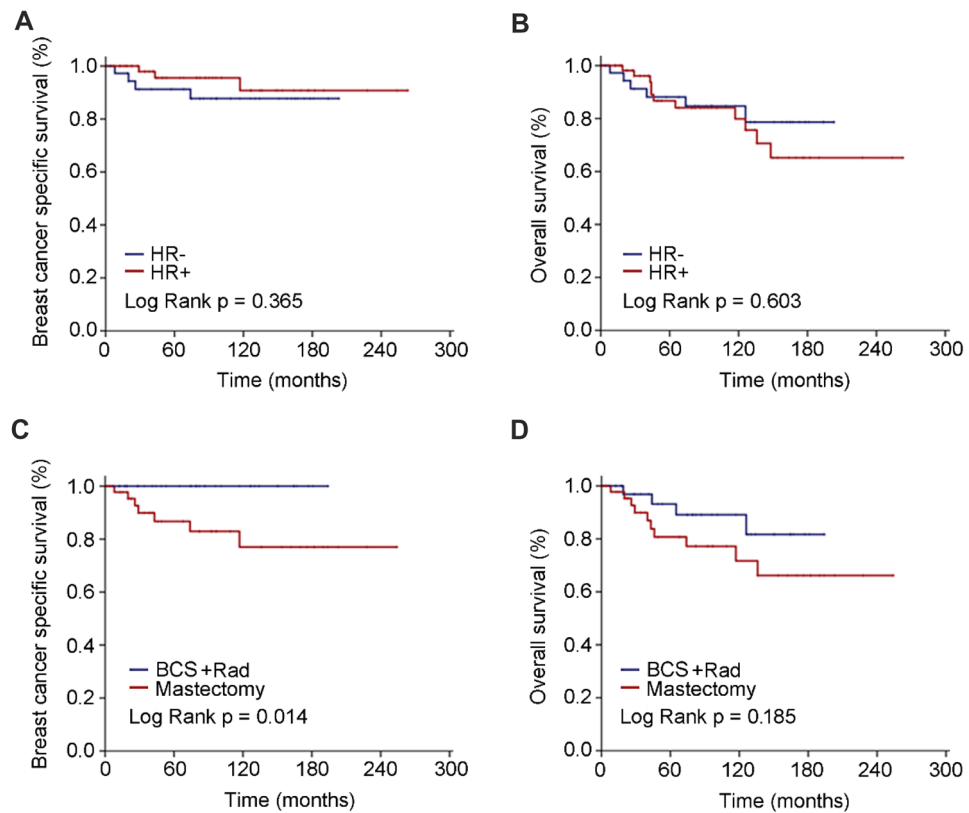 A
Breast cancer specific survival (%)
1.0
0.8
0.6
0.4
0.2
0.0
HR-
HR+
Log Rank p = 0.365
0 60 120 180 240 300
Time (months)
B
Overall survival (%)
1.0
0.8
0.6
0.4
0.2
0.0
HR-
HR+
Log Rank p = 0.603
0 60 120 180 240 300
Time (months)
C
Breast cancer specific survival (%)
1.0
0.8
0.6
0.4
0.2
0.0
BCS +Rad
Mastectomy
Log Rank p = 0.014
0 60 120 180 240 300
Time (months)
D
Overall survival (%)
1.0
0.8
0.6
0.4
0.2
0.0
BCS +Rad
Mastectomy
Log Rank p = 0.185
0 60 120 180 240 300
Time (months)